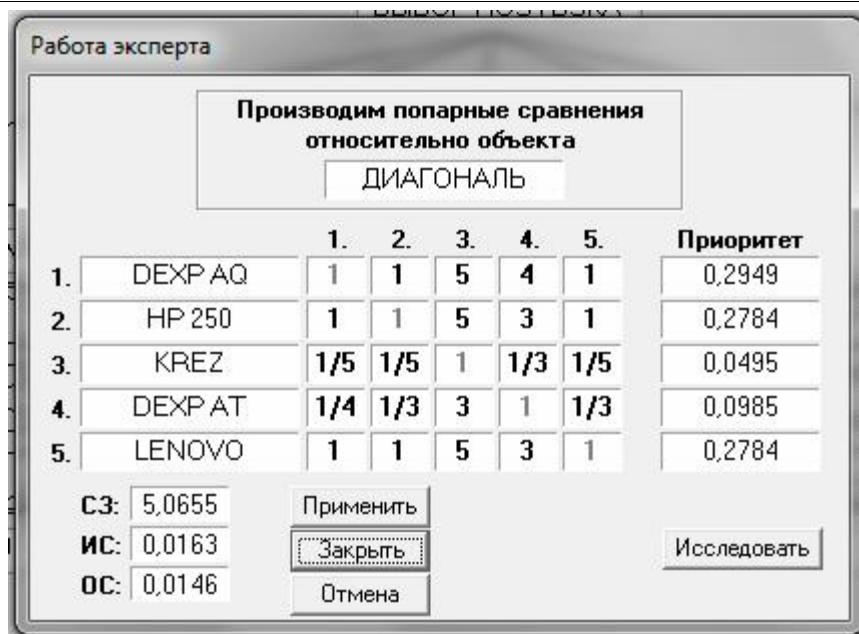 Работа эксперта
Производим попарные сравнения
относительно объекта
ДИАГОНАЛЬ
1. 2. 3. 4. 5. Приоритет
1. DEXP AQ 1 1 5 4 1 0,2949
2. HP 250 1 1 5 3 1 0,2784
3. KREZ 1/5 1/5 1 1/3 1/5 0,0495
4. DEXP AT 1/4 1/3 3 1 1/3 0,0985
5. LENOVO 1 1 5 3 1 0,2784
СЗ: 5,0655 Применить
ИС: 0,0163 Закрыть Исследовать
ОС: 0,0146 Отмена